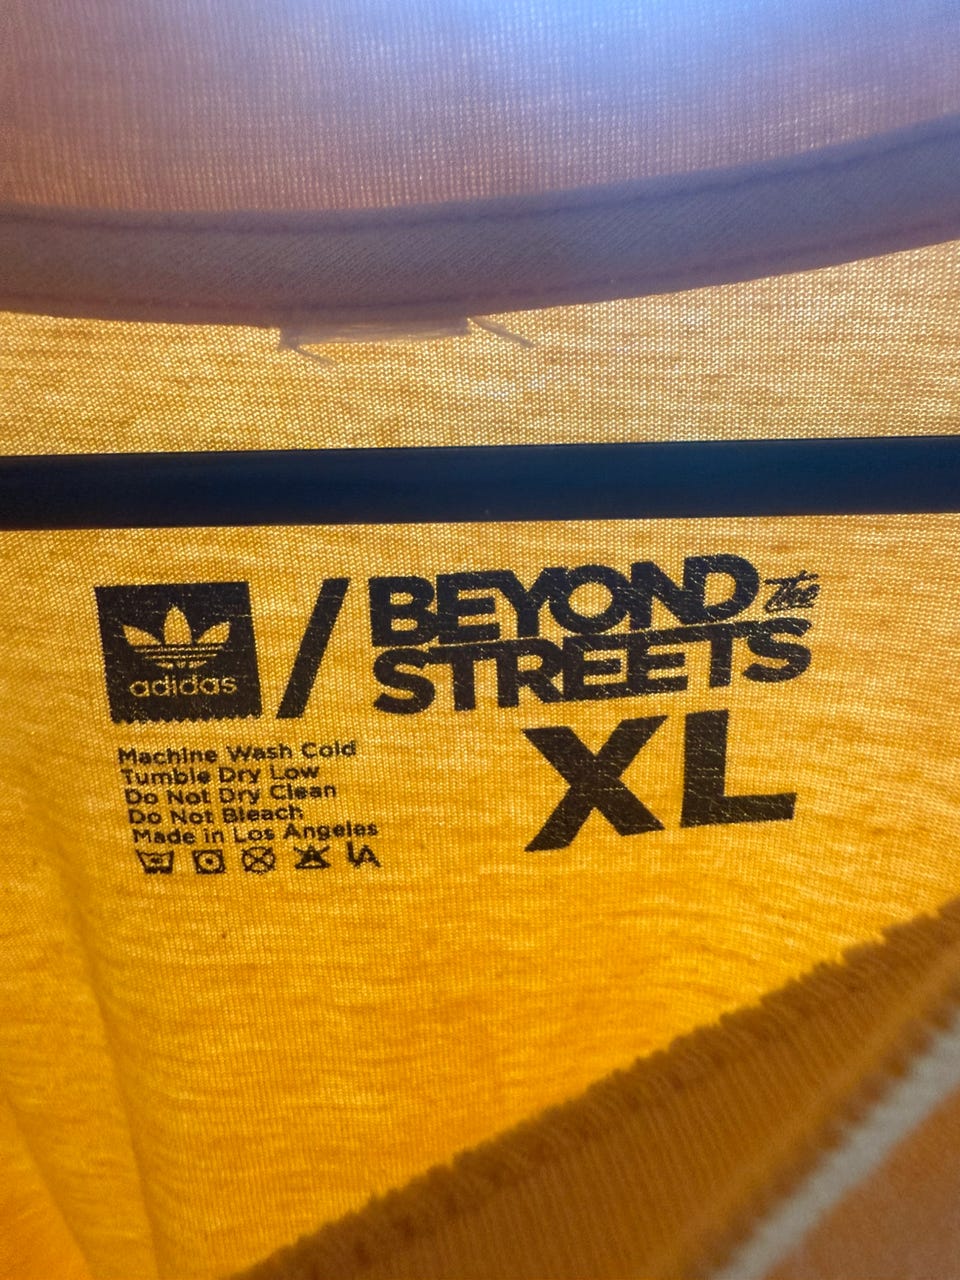 adidas
BEYOND the
STREETS
XL
Machine Wash Cold
Tumble Dry Low
Do Not Dry Clean
Do Not Bleach
Made in Los Angeles
LA